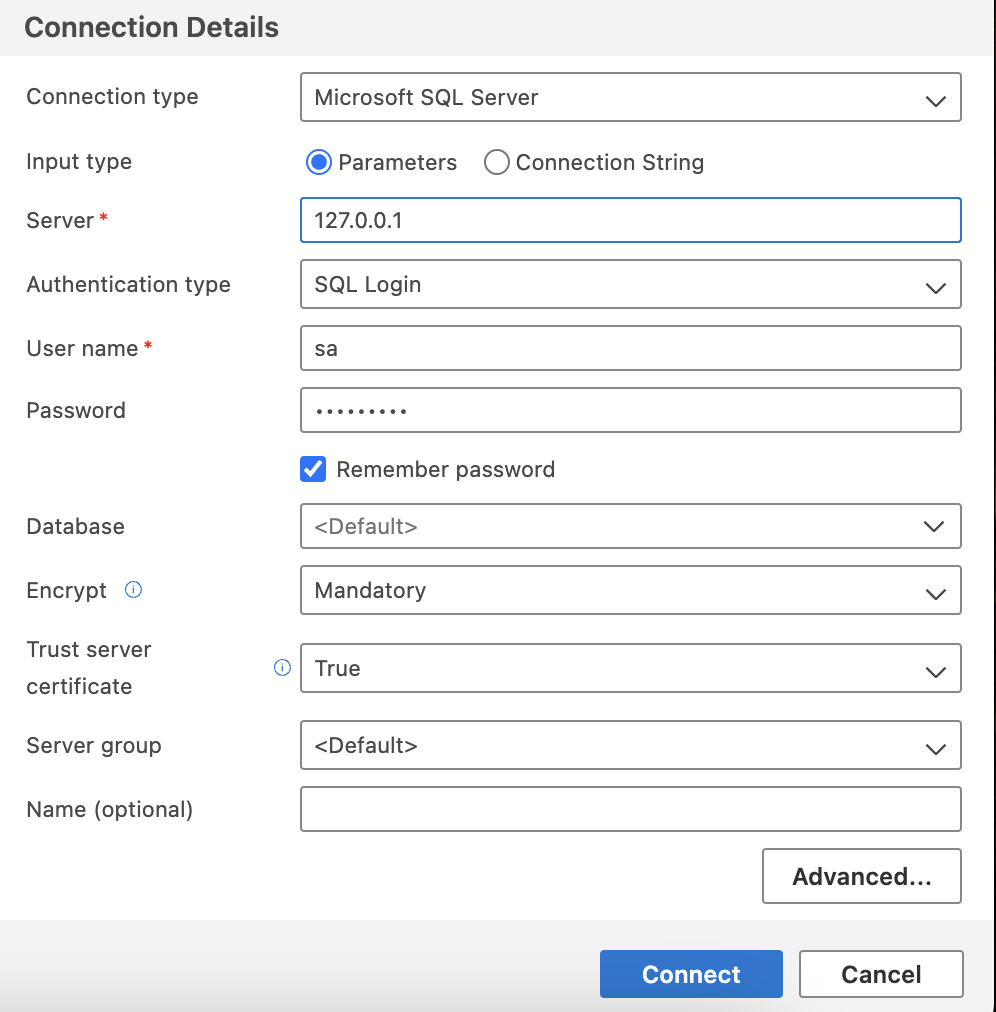 Connection Details
Connection type
Microsoft SQL Server
Input type
Parameters
Connection String
Server *
127.0.0.1
Authentication type
SQL Login
User name *
sa
Password
•••••••••
Remember password
Database
<Default>
Encrypt
Mandatory
Trust server
certificate
True
Server group
<Default>
Name (optional)
Advanced...
Connect
Cancel